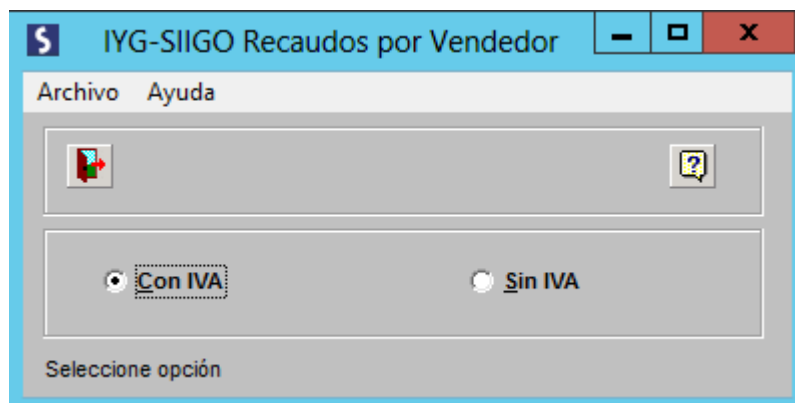 S IYG-SIIGO Recaudos por Vendedor
Archivo Ayuda
?
Con IVA Sin IVA
Seleccione opción